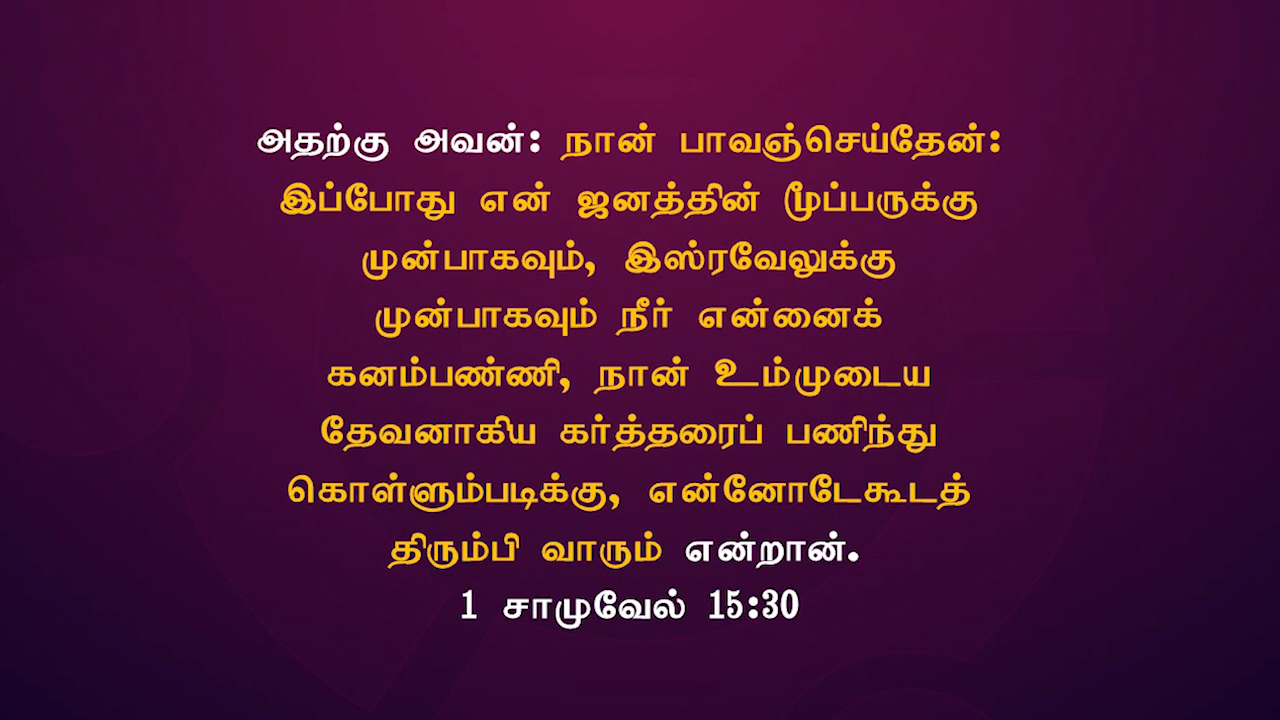 அதற்கு அவன்: நான் பாவஞ்செய்தேன்:
இப்போது என் ஜனத்தின் மூப்பருக்கு
முன்பாகவும், இஸ்ரவேலுக்கு
முன்பாகவும் நீர் என்னைக்
கனம்பண்ணி, நான் உம்முடைய
தேவனாகிய கர்த்தரைப் பணிந்து
கொள்ளும்படிக்கு, என்னோடேகூடத்
திரும்பி வாரும் என்றான்.
1 சாமுவேல் 15:30